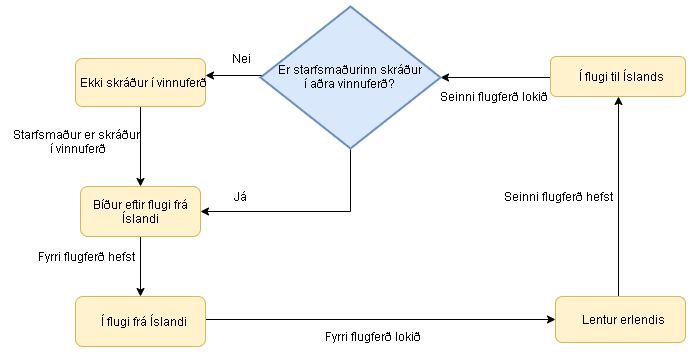 Nei
Er starfsmaðurinn skráður
í aðra vinnuferð?
Ekki skráður í vinnuferð
Í flugi til Íslands
Seinni flugferð lokið
Starfsmaður er skráður
í vinnuferð
Bíður eftir flugi frá
Íslandi
Já
Seinni flugferð hefst
Fyrri flugferð hefst
Í flugi frá Íslandi
Fyrri flugferð lokið
Lentur erlendis